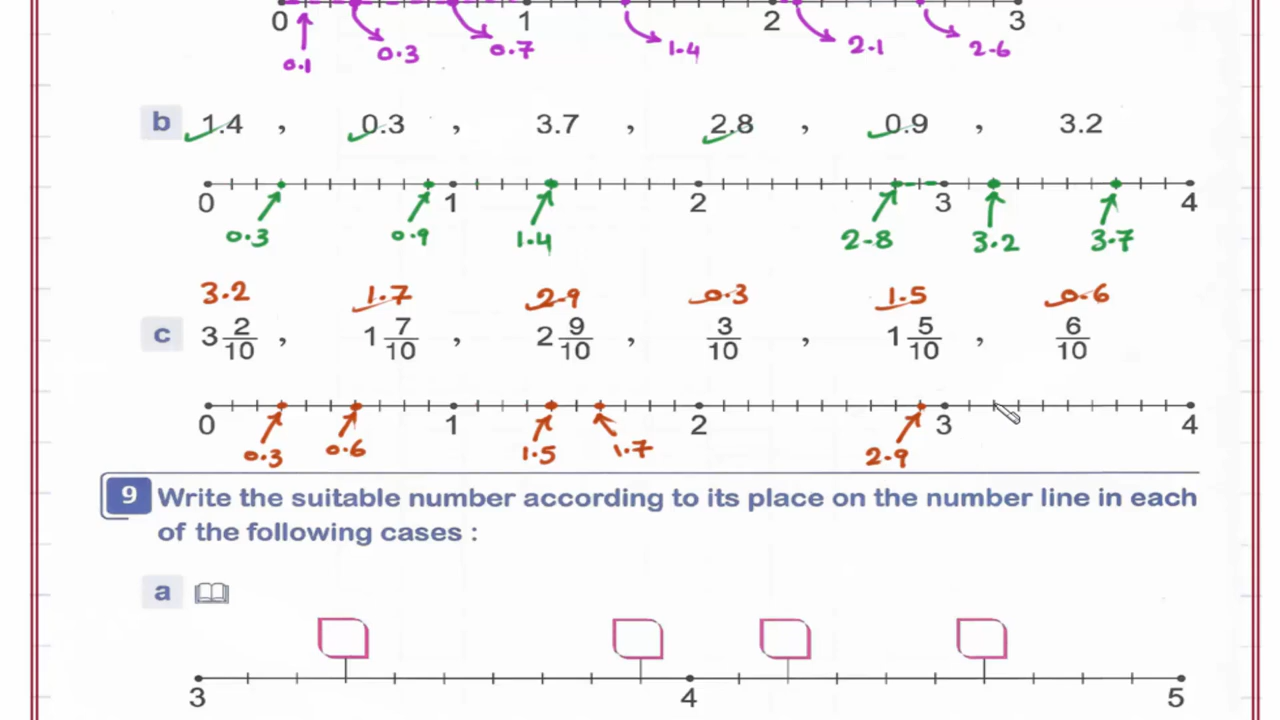 0 1 2 3
0.1 0.3 0.7 1.4 2.1 2.6
b 1.4 , 0.3 , 3.7 , 2.8 , 0.9 , 3.2
0 1 2 3 4
0.3 0.9 1.4 2.8 3.2 3.7
3.2 1.7 2.9 0.3 1.5 0.6
c 3 2/10 , 1 7/10 , 2 9/10 , 3/10 , 1 5/10 , 6/10
0 1 2 3 4
0.3 0.6 1.5 1.7 2.9
9 Write the suitable number according to its place on the number line in each
of the following cases :
a
3 4 5